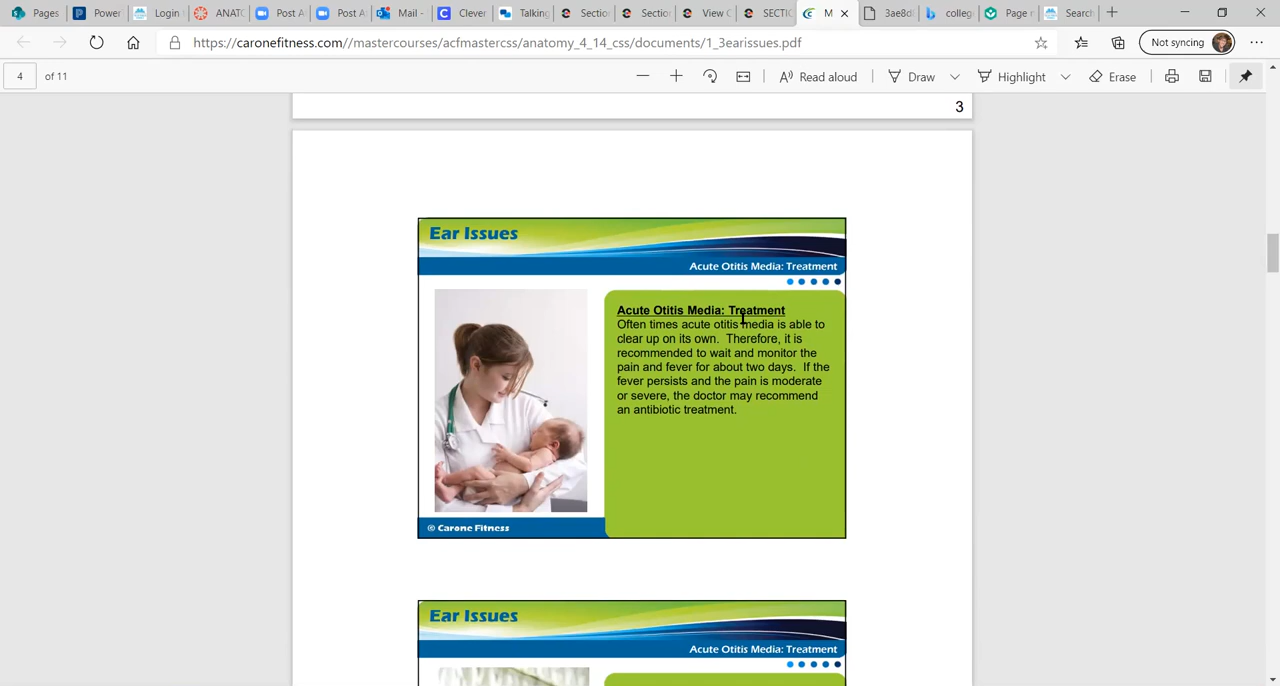 Pages
Power
Login
ANATO
Post A
Post A
Mail -
Clever
Talking
Section
Section
View C
SECTIO
M
3ae8d
colleg
Page n
Search
https://caronefitness.com//mastercourses/acfmastercss/anatomy_4_14_css/documents/1_3earissues.pdf
Not syncing
4 of 11
Read aloud
Draw
Highlight
Erase
3
Ear Issues
Acute Otitis Media: Treatment
Acute Otitis Media: Treatment
Often times acute otitis media is able to
clear up on its own. Therefore, it is
recommended to wait and monitor the
pain and fever for about two days. If the
fever persists and the pain is moderate
or severe, the doctor may recommend
an antibiotic treatment.
© Carone Fitness
Ear Issues
Acute Otitis Media: Treatment